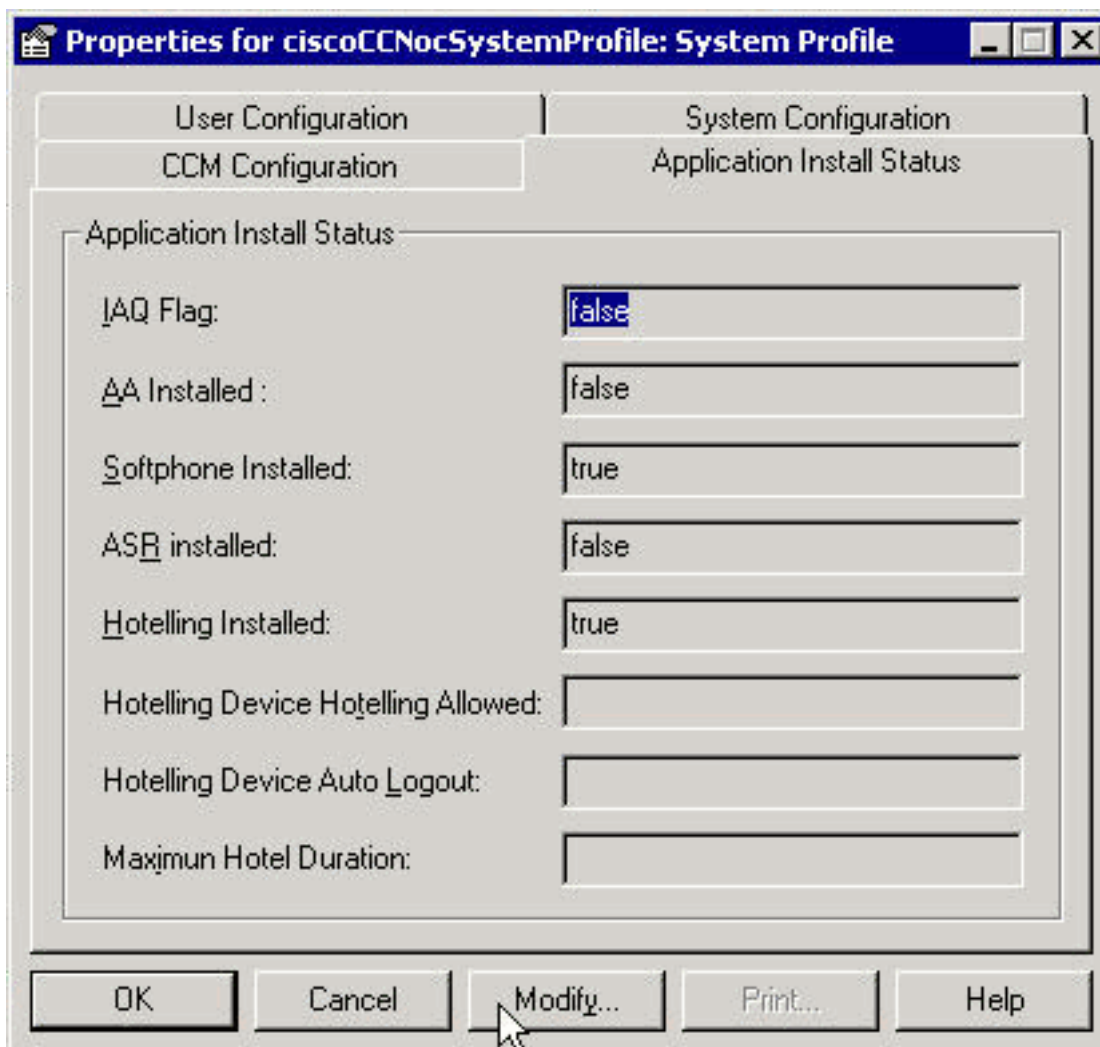 Properties for ciscoCCNocSystemProfile: System Profile
User Configuration
System Configuration
CCM Configuration
Application Install Status
Application Install Status
IAQ Flag: false
AA Installed : false
Softphone Installed: true
ASR installed: false
Hotelling Installed: true
Hotelling Device Hotelling Allowed:
Hotelling Device Auto Logout:
Maximun Hotel Duration:
OK Cancel Modify... Print... Help